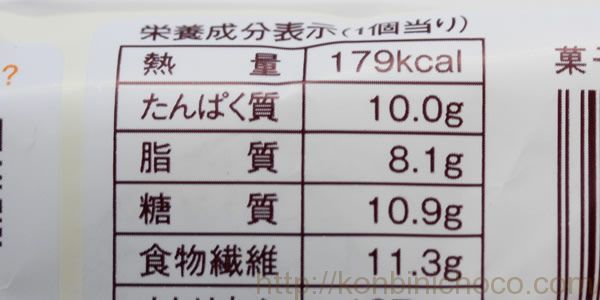 栄養成分表示(1個当り)
熱量 179kcal
たんぱく質 10.0g
脂質 8.1g
糖質 10.9g
食物繊維 11.3g
?
菓
http://konbinichoco.com